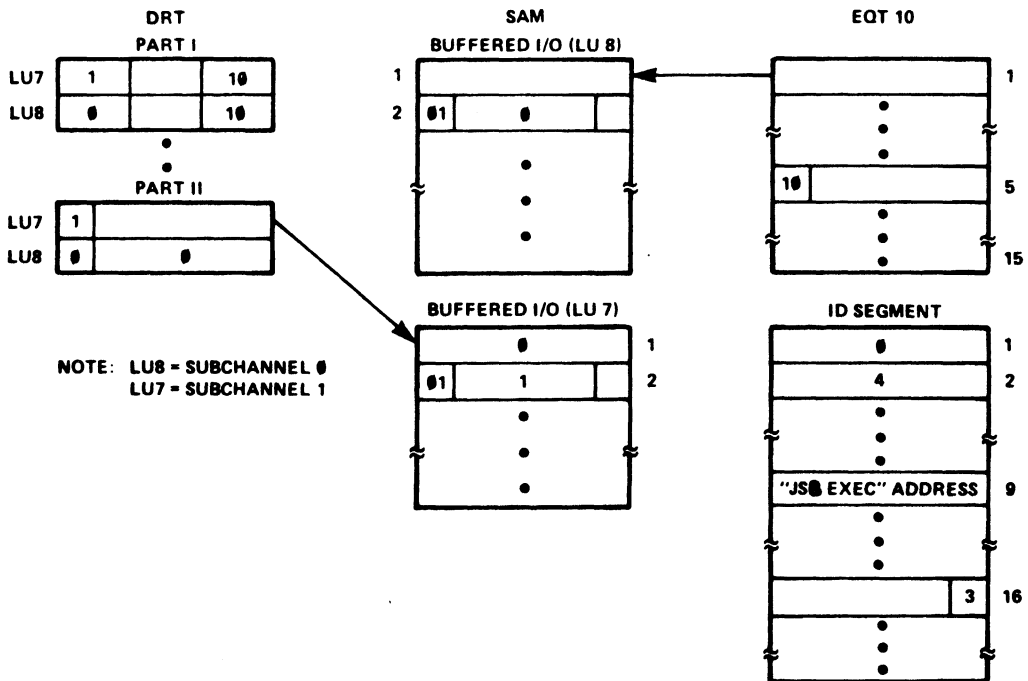 DRT
PART I
LU7 1 10
LU8 0 10
PART II
LU7 1
LU8 0 0
NOTE: LU8 = SUBCHANNEL 0
LU7 = SUBCHANNEL 1
SAM
BUFFERED I/O (LU 8)
1
2 01 0
BUFFERED I/O (LU 7)
0 1
01 1 2
EQT 10
1
10 5
15
ID SEGMENT
0 1
4 2
"JSB EXEC" ADDRESS 9
3 16